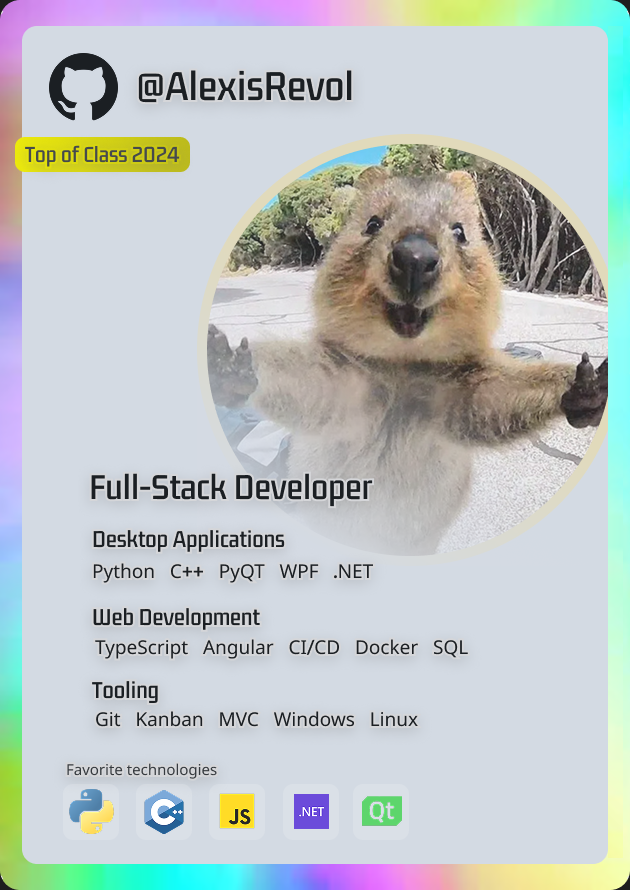 @AlexisRevol
Top of Class 2024
Full-Stack Developer
Desktop Applications
Python C++ PyQT WPF .NET
Web Development
TypeScript Angular CI/CD Docker SQL
Tooling
Git Kanban MVC Windows Linux
Favorite technologies
C++ JS .NET Qt